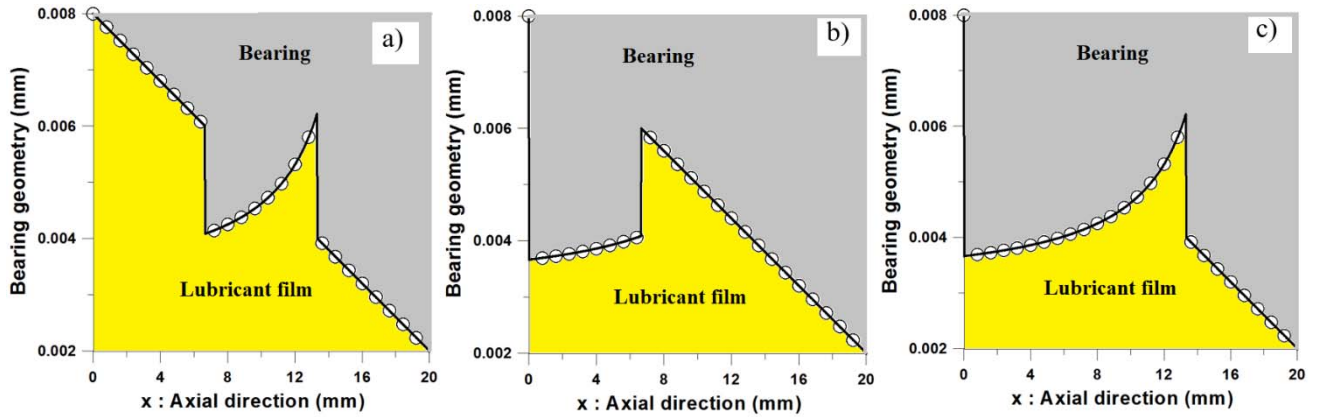 a)
Bearing
Lubricant film
Bearing geometry (mm)
0.008
0.006
0.004
0.002
0 4 8 12 16 20
x : Axial direction (mm)
b)
Bearing
Lubricant film
Bearing geometry (mm)
0.008
0.006
0.004
0.002
0 4 8 12 16 20
x : Axial direction (mm)
c)
Bearing
Lubricant film
Bearing geometry (mm)
0.008
0.006
0.004
0.002
0 4 8 12 16 20
x : Axial direction (mm)